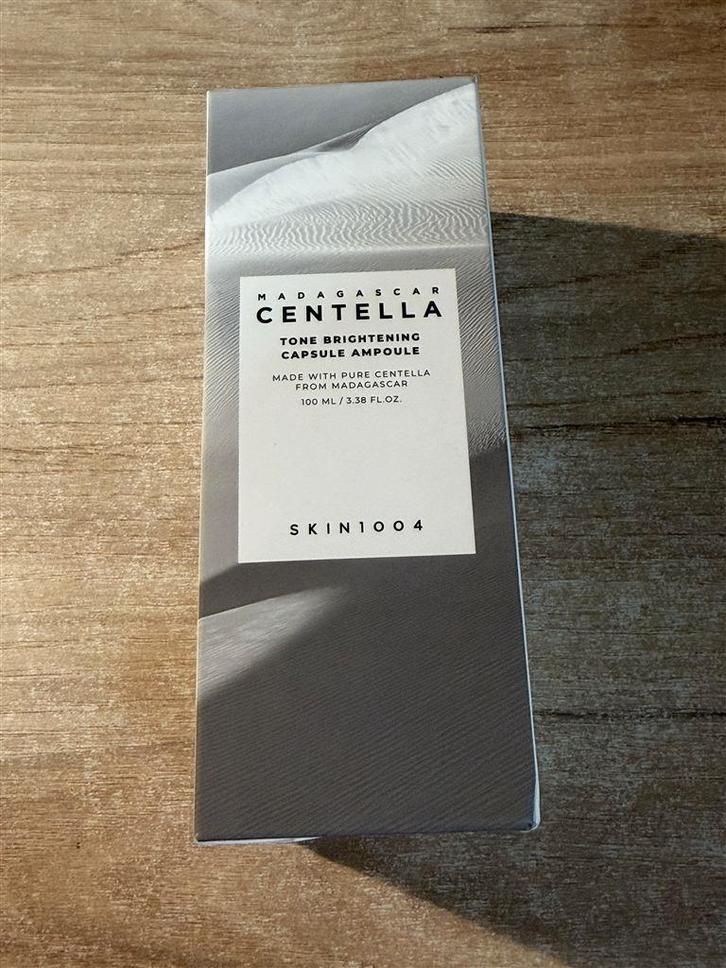 MADAGASCAR
CENTELLA
TONE BRIGHTENING
CAPSULE AMPOULE
MADE WITH PURE CENTELLA
FROM MADAGASCAR
100 ML / 3.38 FL.OZ.
SKIN1004